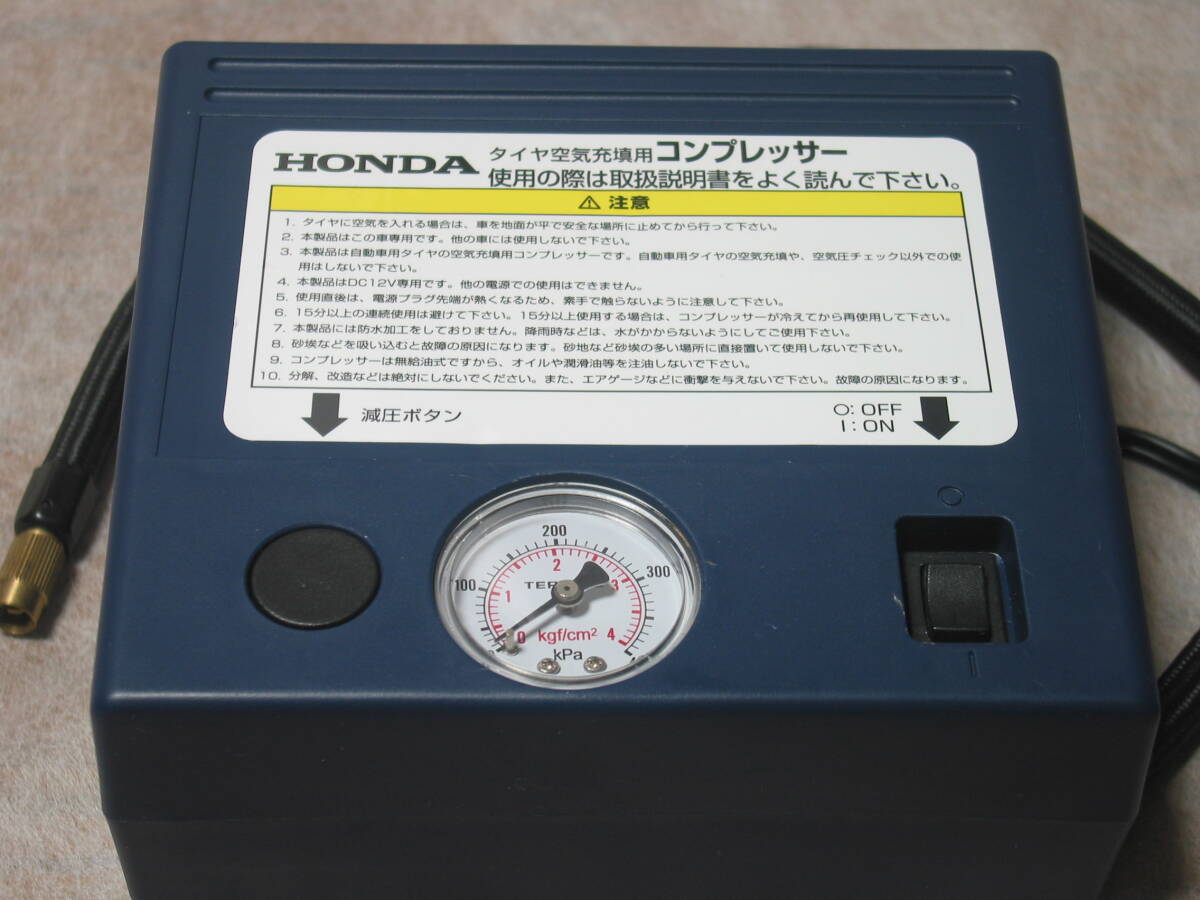 HONDA タイヤ空気充填用コンプレッサー
使用の際は取扱説明書をよく読んで下さい。
⚠ 注意
1. タイヤに空気を入れる場合は、車を地面が平で安全な場所に止めてから行って下さい。
2. 本製品はこの車専用です。他の車には使用しないで下さい。
3. 本製品は自動車用タイヤの空気充填用コンプレッサーです。自動車用タイヤの空気充填や、空気圧チェック以外での使
用はしないで下さい。
4. 本製品はDC12V専用です。他の電源での使用はできません。
5. 使用直後は、電源プラグ先端が熱くなるため、素手で触らないように注意して下さい。
6. 15分以上の連続使用は避けて下さい。15分以上使用する場合は、コンプレッサーが冷えてから再使用して下さい。
7. 本製品には防水加工をしておりません。降雨時などは、水がかからないようにしてご使用下さい。
8. 砂埃などを吸い込むと故障の原因になります。砂地など砂埃の多い場所に直接置いて使用しないで下さい。
9. コンプレッサーは無給油式ですから、オイルや潤滑油等を注油しないで下さい。
10. 分解、改造などは絶対にしないでください。また、エアゲージなどに衝撃を与えないで下さい。故障の原因になります。
減圧ボタン
○: OFF
I : ON
100 200 300
0 1 2 3 4
kgf/cm2
kPa